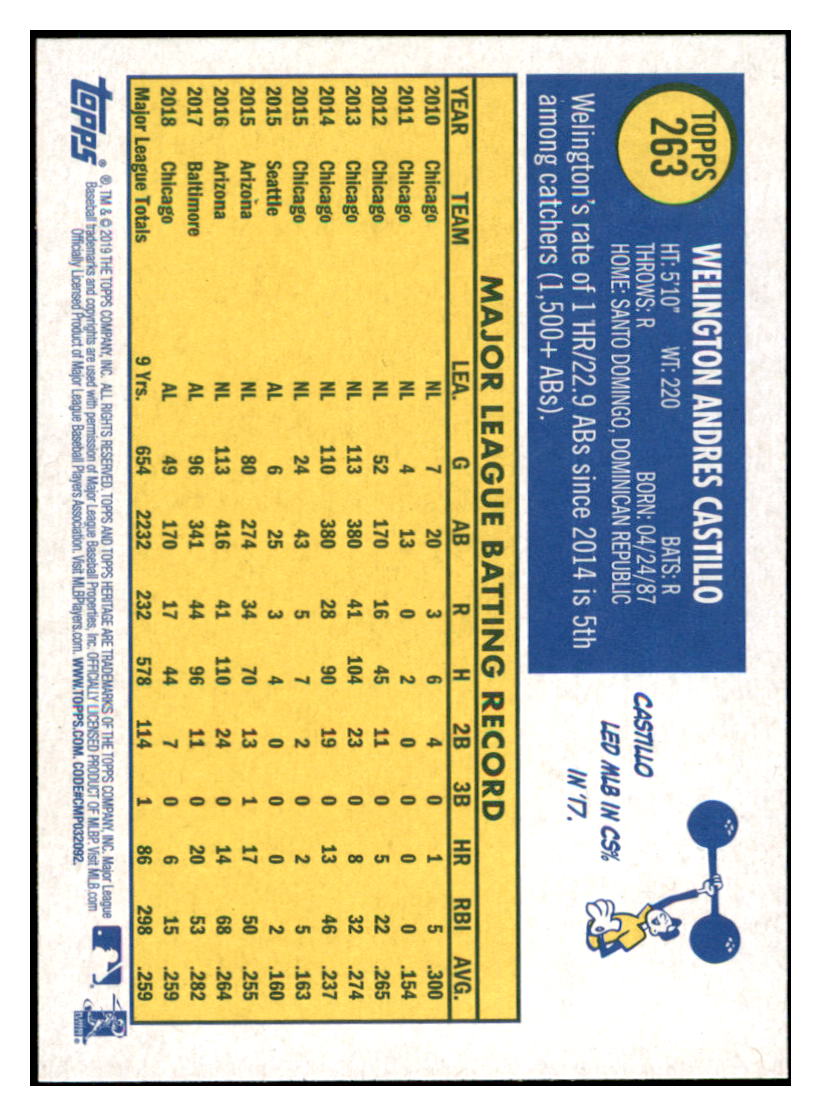 TOPPS
263
WELINGTON ANDRES CASTILLO
HT: 5'10" WT: 220 BATS: R
THROWS: R BORN: 04/24/87
HOME: SANTO DOMINGO, DOMINICAN REPUBLIC
Welington's rate of 1 HR/22.9 ABs since 2014 is 5th
among catchers (1,500+ ABs).
CASTILLO
LED MLB IN CS%
IN '17.
MAJOR LEAGUE BATTING RECORD
YEAR TEAM LEA. G AB R H 2B 3B HR RBI AVG.
2010 Chicago NL 7 20 3 6 4 0 1 5 .300
2011 Chicago NL 4 13 0 2 0 0 0 0 .154
2012 Chicago NL 52 170 16 45 11 0 5 22 .265
2013 Chicago NL 113 380 41 104 23 0 8 32 .274
2014 Chicago NL 110 380 28 90 19 0 13 46 .237
2015 Chicago NL 24 43 5 7 2 0 2 5 .163
2015 Seattle AL 6 25 3 4 0 0 0 2 .160
2015 Arizona NL 80 274 34 70 13 1 17 50 .255
2016 Arizona NL 113 416 41 110 24 0 14 68 .264
2017 Baltimore AL 96 341 44 96 11 0 20 53 .282
2018 Chicago AL 49 170 17 44 7 0 6 15 .259
Major League Totals 9 Yrs. 654 2232 232 578 114 1 86 298 .259
topps®
®, TM & © 2019 THE TOPPS COMPANY, INC. ALL RIGHTS RESERVED. TOPPS AND TOPPS HERITAGE ARE TRADEMARKS OF THE TOPPS COMPANY, INC. Major League
Baseball trademarks and copyrights are used with permission of Major League Baseball Properties, Inc. OFFICIALLY LICENSED PRODUCT OF MLBP. Visit MLB.com
Officially Licensed Product of Major League Baseball Players Association. Visit MLBPlayers.com. WWW.TOPPS.COM. CODE#CMP032092.